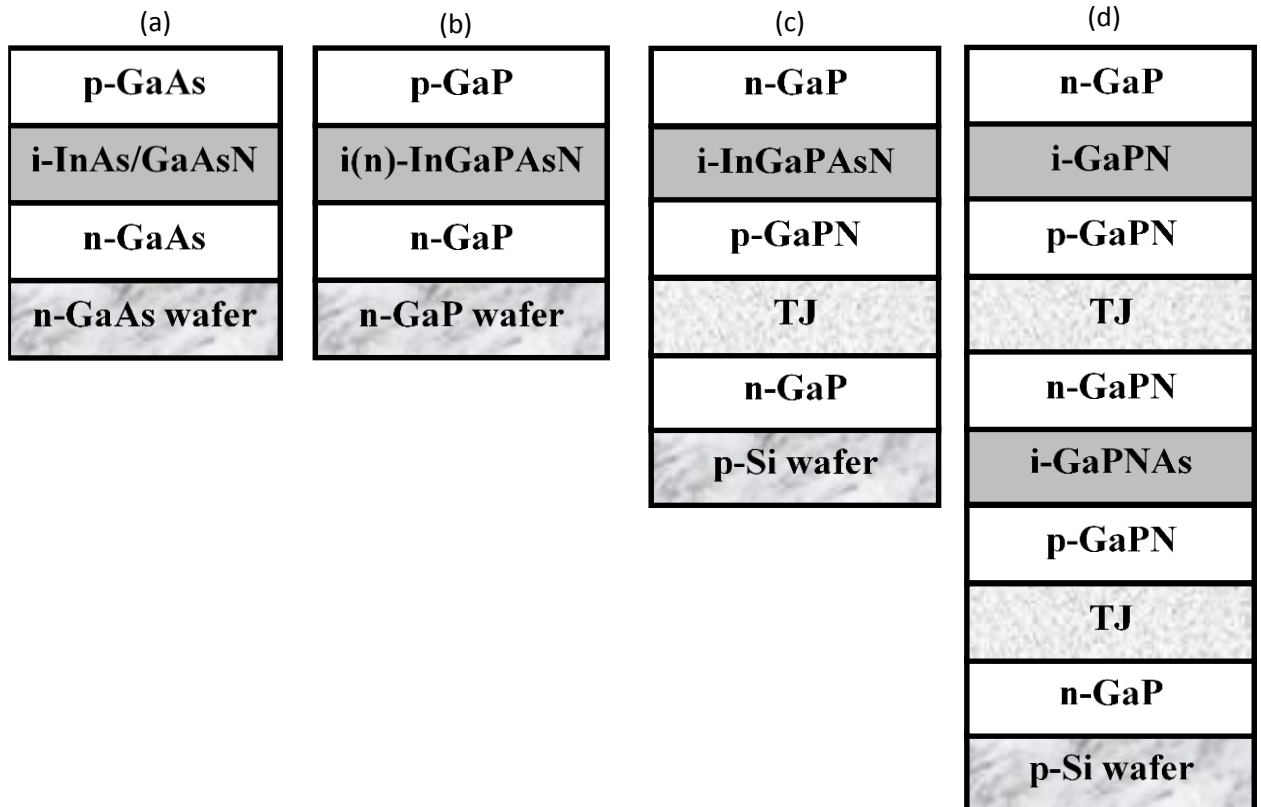 (a)
p-GaAs
i-InAs/GaAsN
n-GaAs
n-GaAs wafer
(b)
p-GaP
i(n)-InGaPAsN
n-GaP
n-GaP wafer
(c)
n-GaP
i-InGaPAsN
p-GaPN
TJ
n-GaP
p-Si wafer
(d)
n-GaP
i-GaPN
p-GaPN
TJ
n-GaPN
i-GaPNAs
p-GaPN
TJ
n-GaP
p-Si wafer